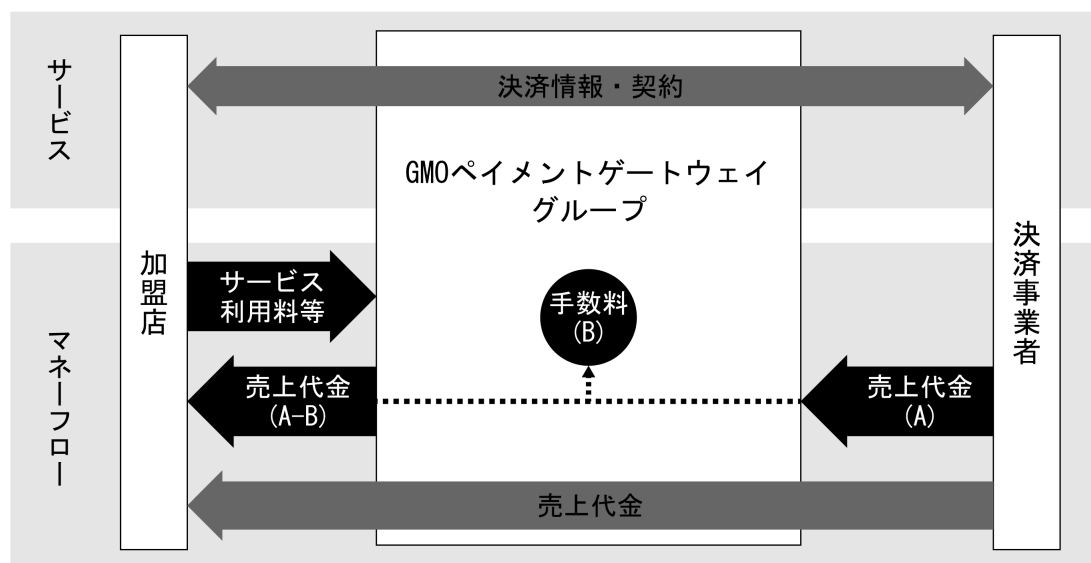 サービス
決済情報・契約
GMOペイメントゲートウェイ
グループ
加盟店
決済事業者
マネーフロー
サービス
利用料等
手数料
(B)
売上代金
(A-B)
売上代金
(A)
売上代金